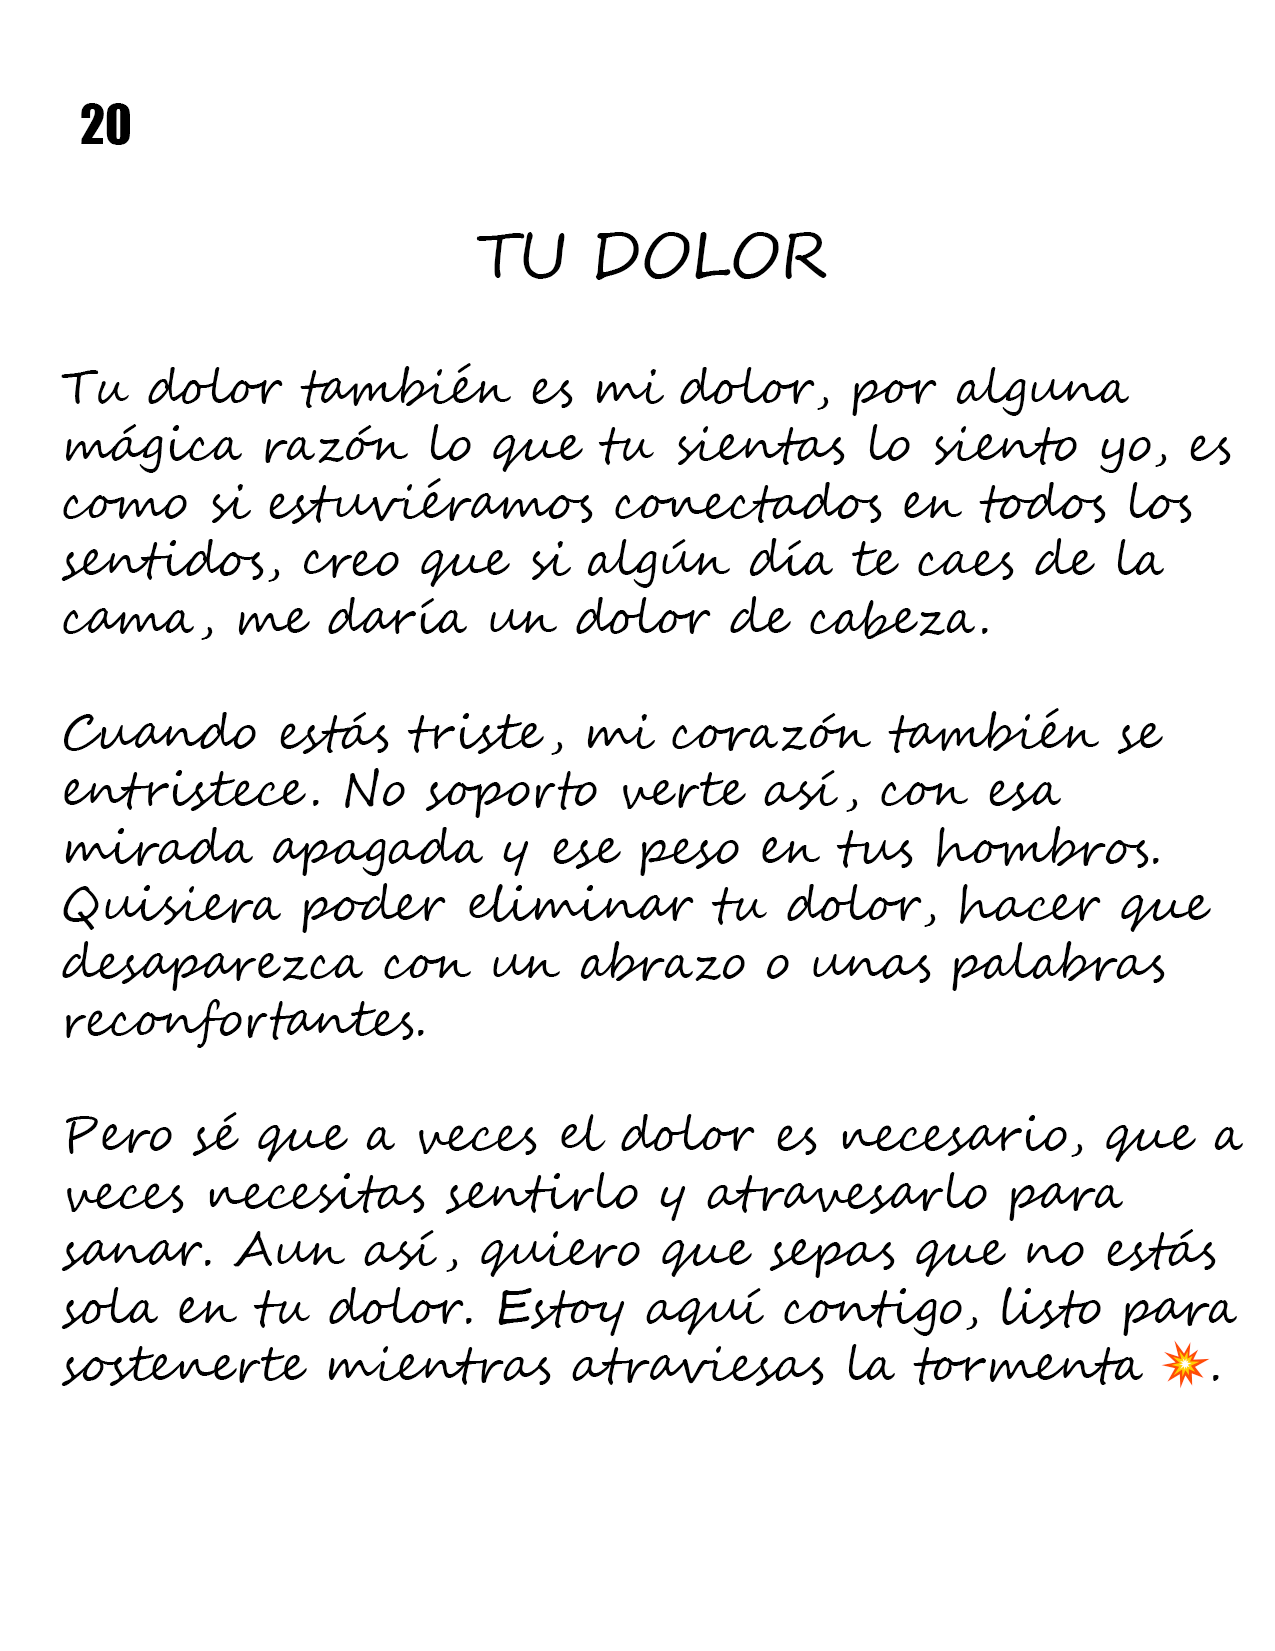 20
TU DOLOR
Tu dolor también es mi dolor, por alguna
mágica razón lo que tu sientas lo siento yo, es
como si estuviéramos conectados en todos los
sentidos, creo que si algún día te caes de la
cama, me daría un dolor de cabeza.
Cuando estás triste, mi corazón también se
entristece. No soporto verte así, con esa
mirada apagada y ese peso en tus hombros.
Quisiera poder eliminar tu dolor, hacer que
desaparezca con un abrazo o unas palabras
reconfortantes.
Pero sé que a veces el dolor es necesario, que a
veces necesitas sentirlo y atravesarlo para
sanar. Aun así, quiero que sepas que no estás
sola en tu dolor. Estoy aquí contigo, listo para
sostenerte mientras atraviesas la tormenta 💥.